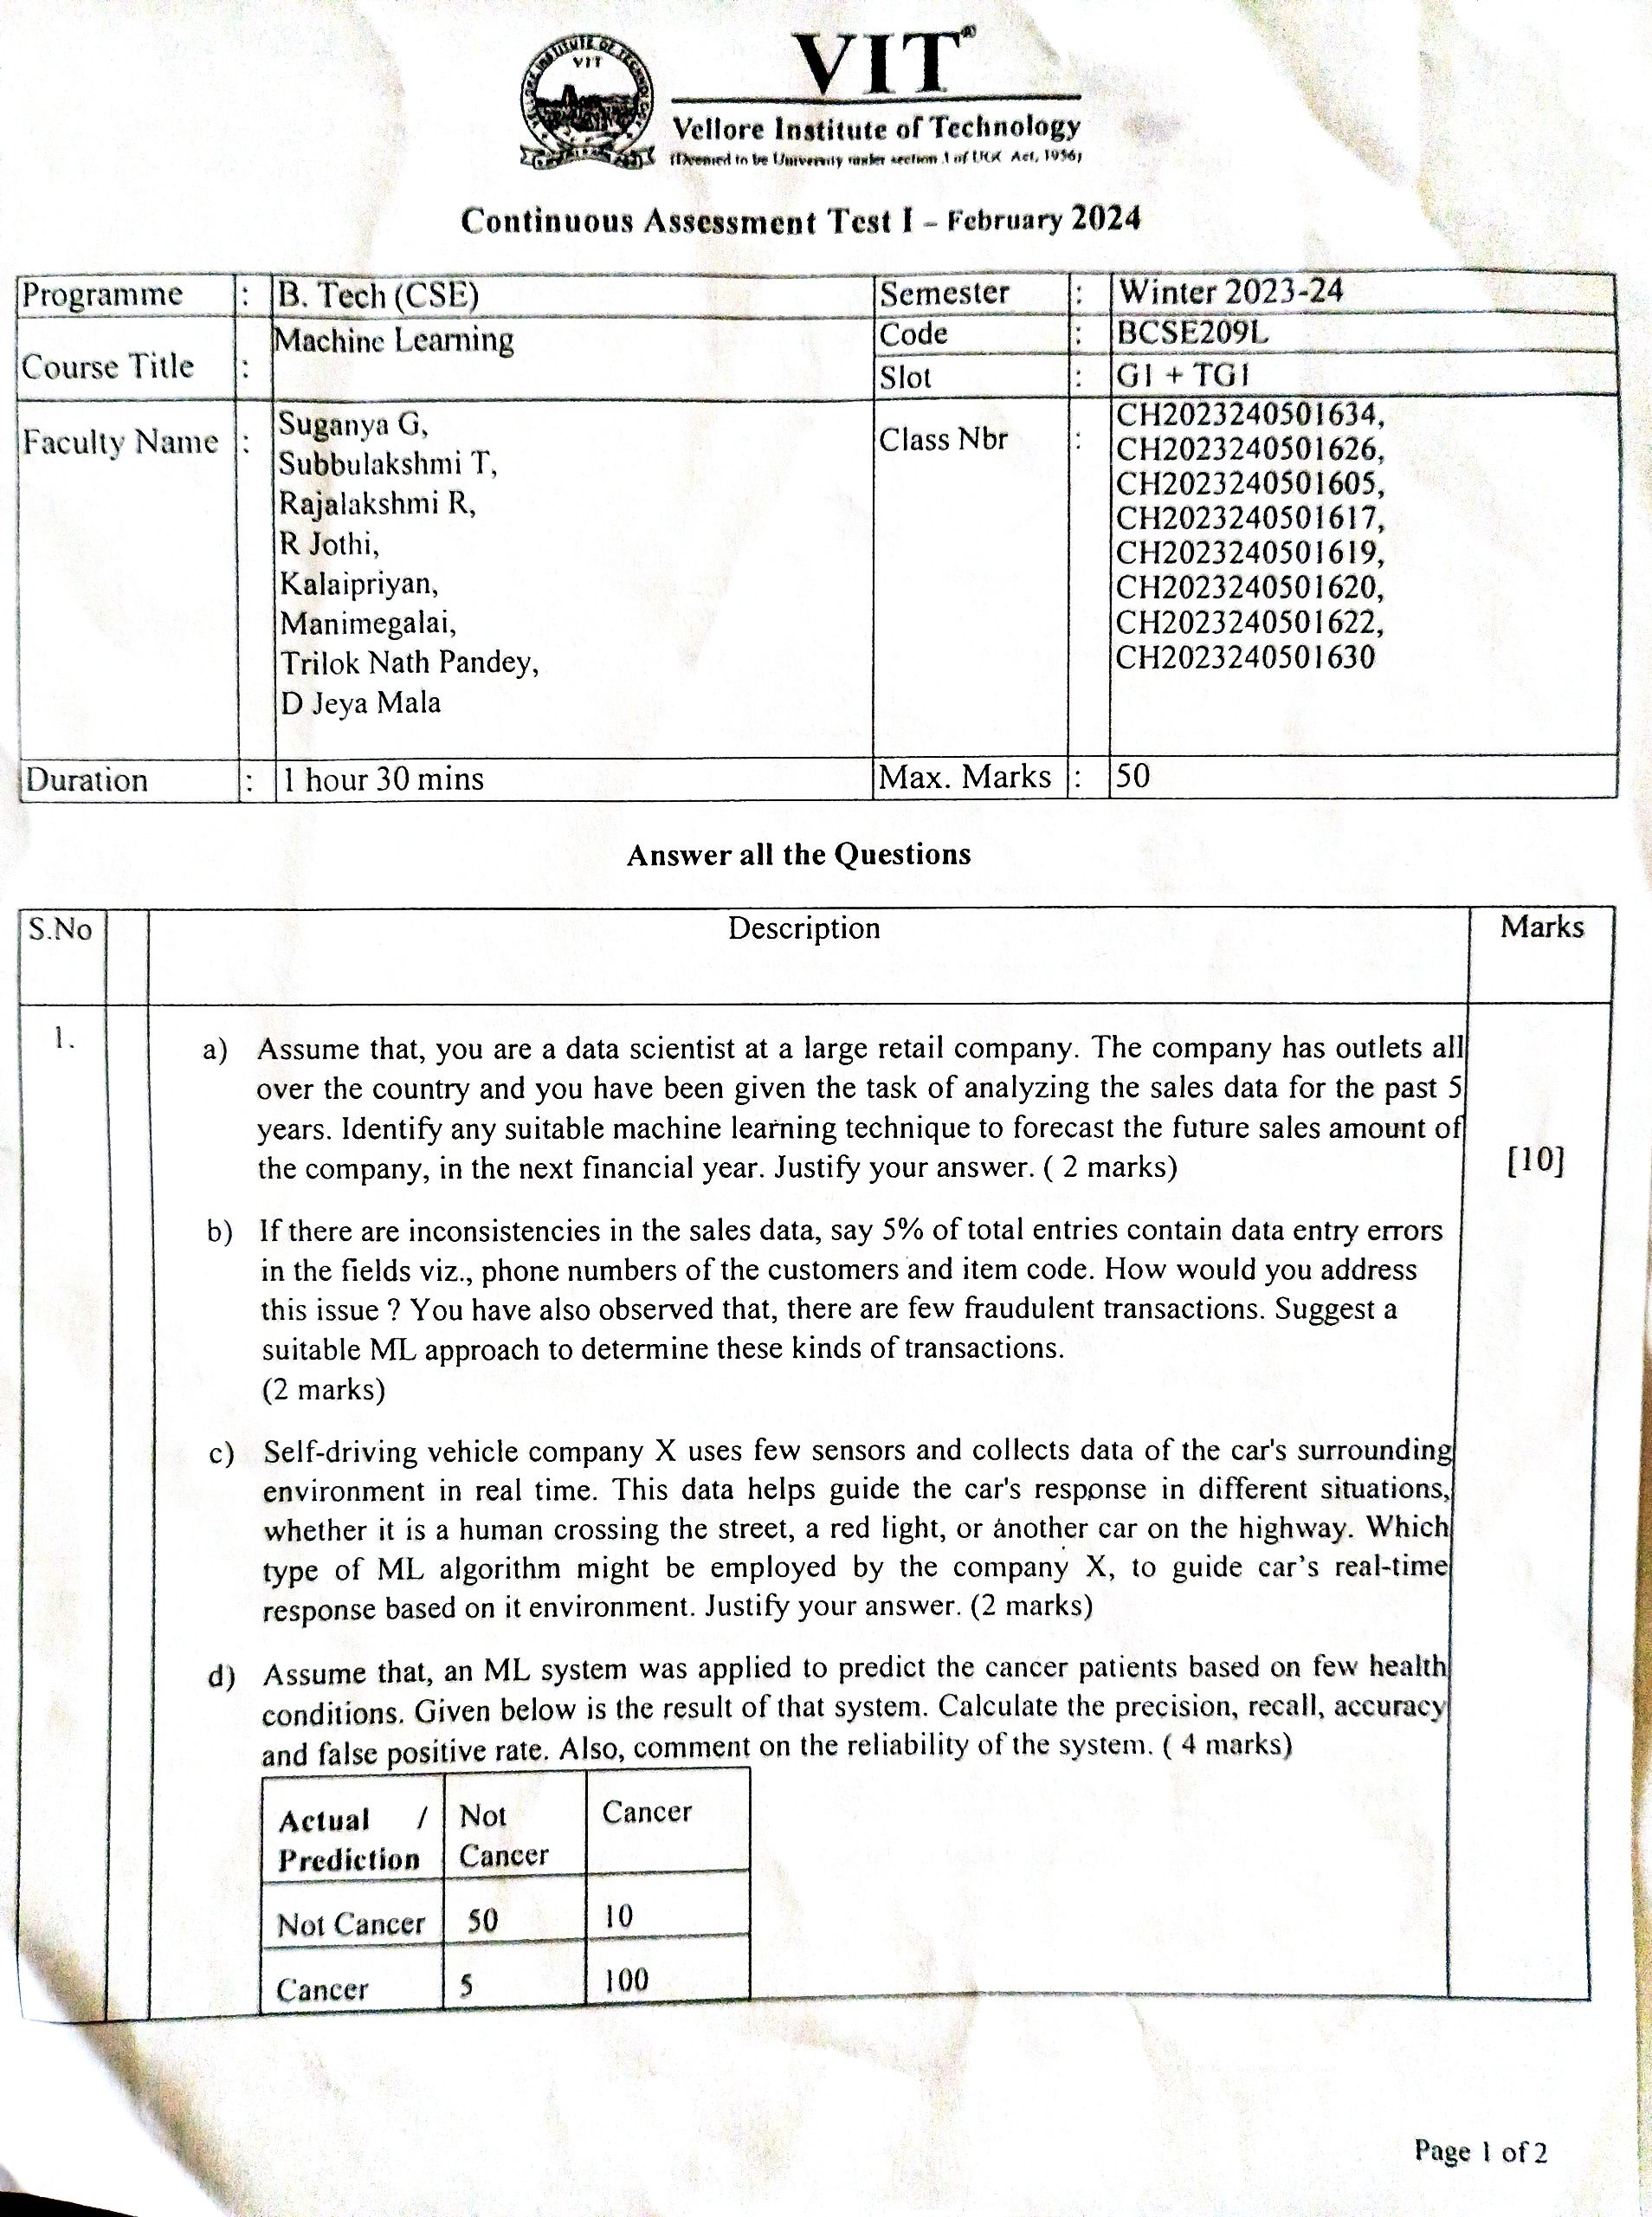 VIT®
VIT
Vellore Institute of Technology
(Deemed to be University under section 3 of UGC Act, 1956)
Continuous Assessment Test I – February 2024
Programme : B. Tech (CSE) Semester : Winter 2023-24
Course Title : Machine Learning Code : BCSE209L
Slot : G1 + TG1
Faculty Name : Suganya G, Class Nbr : CH2023240501634,
Subbulakshmi T, CH2023240501626,
Rajalakshmi R, CH2023240501605,
R Jothi, CH2023240501617,
Kalaipriyan, CH2023240501619,
Manimegalai, CH2023240501620,
Trilok Nath Pandey, CH2023240501622,
D Jeya Mala CH2023240501630
Duration : 1 hour 30 mins Max. Marks : 50
Answer all the Questions
S.No Description Marks
1. a) Assume that, you are a data scientist at a large retail company. The company has outlets all
over the country and you have been given the task of analyzing the sales data for the past 5
years. Identify any suitable machine learning technique to forecast the future sales amount of
the company, in the next financial year. Justify your answer. ( 2 marks) [10]
b) If there are inconsistencies in the sales data, say 5% of total entries contain data entry errors
in the fields viz., phone numbers of the customers and item code. How would you address
this issue ? You have also observed that, there are few fraudulent transactions. Suggest a
suitable ML approach to determine these kinds of transactions.
(2 marks)
c) Self-driving vehicle company X uses few sensors and collects data of the car's surrounding
environment in real time. This data helps guide the car's response in different situations,
whether it is a human crossing the street, a red light, or another car on the highway. Which
type of ML algorithm might be employed by the company X, to guide car's real-time
response based on it environment. Justify your answer. (2 marks)
d) Assume that, an ML system was applied to predict the cancer patients based on few health
conditions. Given below is the result of that system. Calculate the precision, recall, accuracy
and false positive rate. Also, comment on the reliability of the system. ( 4 marks)
Actual / Not Cancer
Prediction Cancer
Not Cancer 50 10
Cancer 5 100
Page 1 of 2